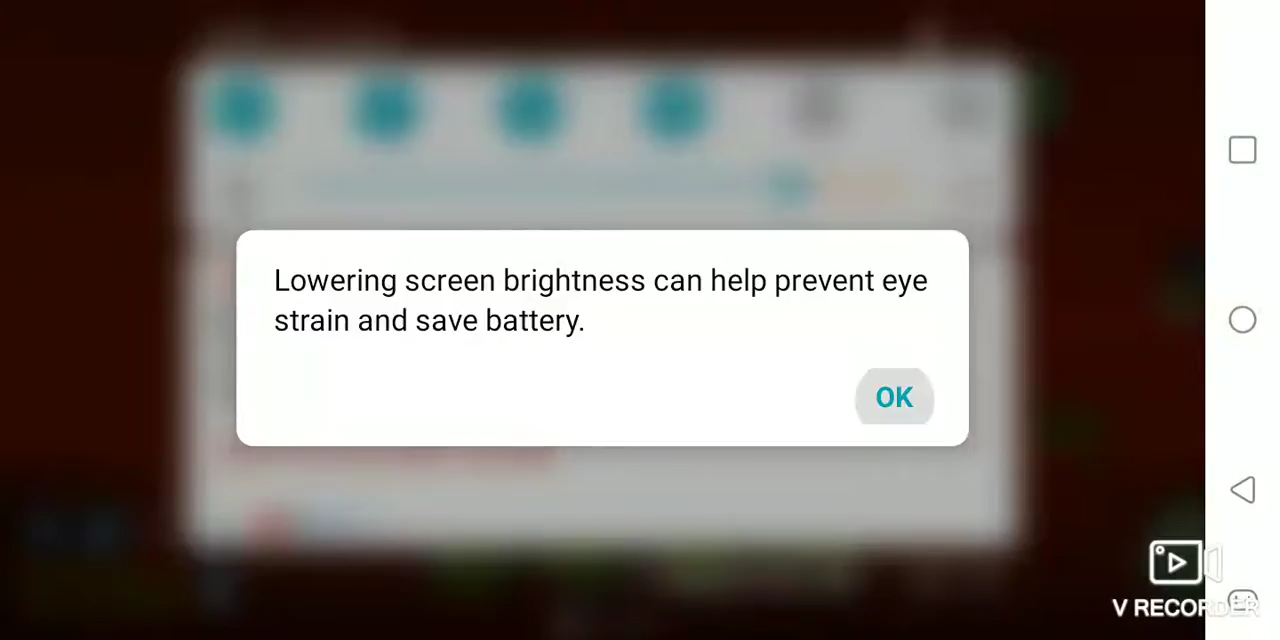 Lowering screen brightness can help prevent eye
strain and save battery.
OK
V RECORDER